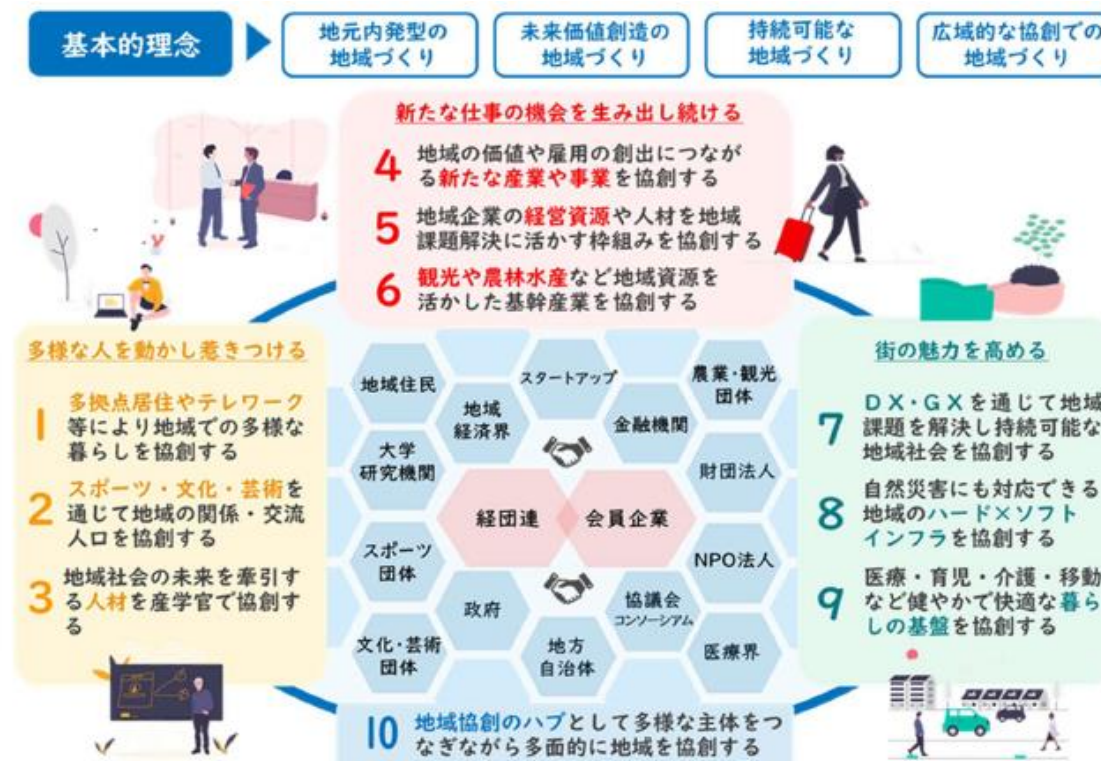 基本的理念
地元内発型の
地域づくり
未来価値創造の
地域づくり
持続可能な
地域づくり
広域的な協創での
地域づくり
新たな仕事の機会を生み出し続ける
4 地域の価値や雇用の創出につなが
る新たな産業や事業を協創する
5 地域企業の経営資源や人材を地域
課題解決に活かす枠組みを協創する
6 観光や農林水産など地域資源を
活かした基幹産業を協創する
多様な人を動かし惹きつける
1 多拠点居住やテレワーク
等により地域での多様な
暮らしを協創する
2 スポーツ・文化・芸術を
通じて地域の関係・交流
人口を協創する
3 地域社会の未来を牽引す
る人材を産学官で協創す
る
地域住民
地域
経済界
スタートアップ
金融機関
農業・観光
団体
大学
研究機関
財団法人
経団連
会員企業
スポーツ
団体
NPO法人
政府
協議会
コンソーシアム
文化・芸術
団体
地方
自治体
医療界
街の魅力を高める
7 DX・GXを通じて地域
課題を解決し持続可能な
地域社会を協創する
8 自然災害にも対応できる
地域のハード×ソフト
インフラを協創する
9 医療・育児・介護・移動
など健やかで快適な暮ら
しの基盤を協創する
10 地域協創のハブとして多様な主体をつ
なぎながら多面的に地域を協創する